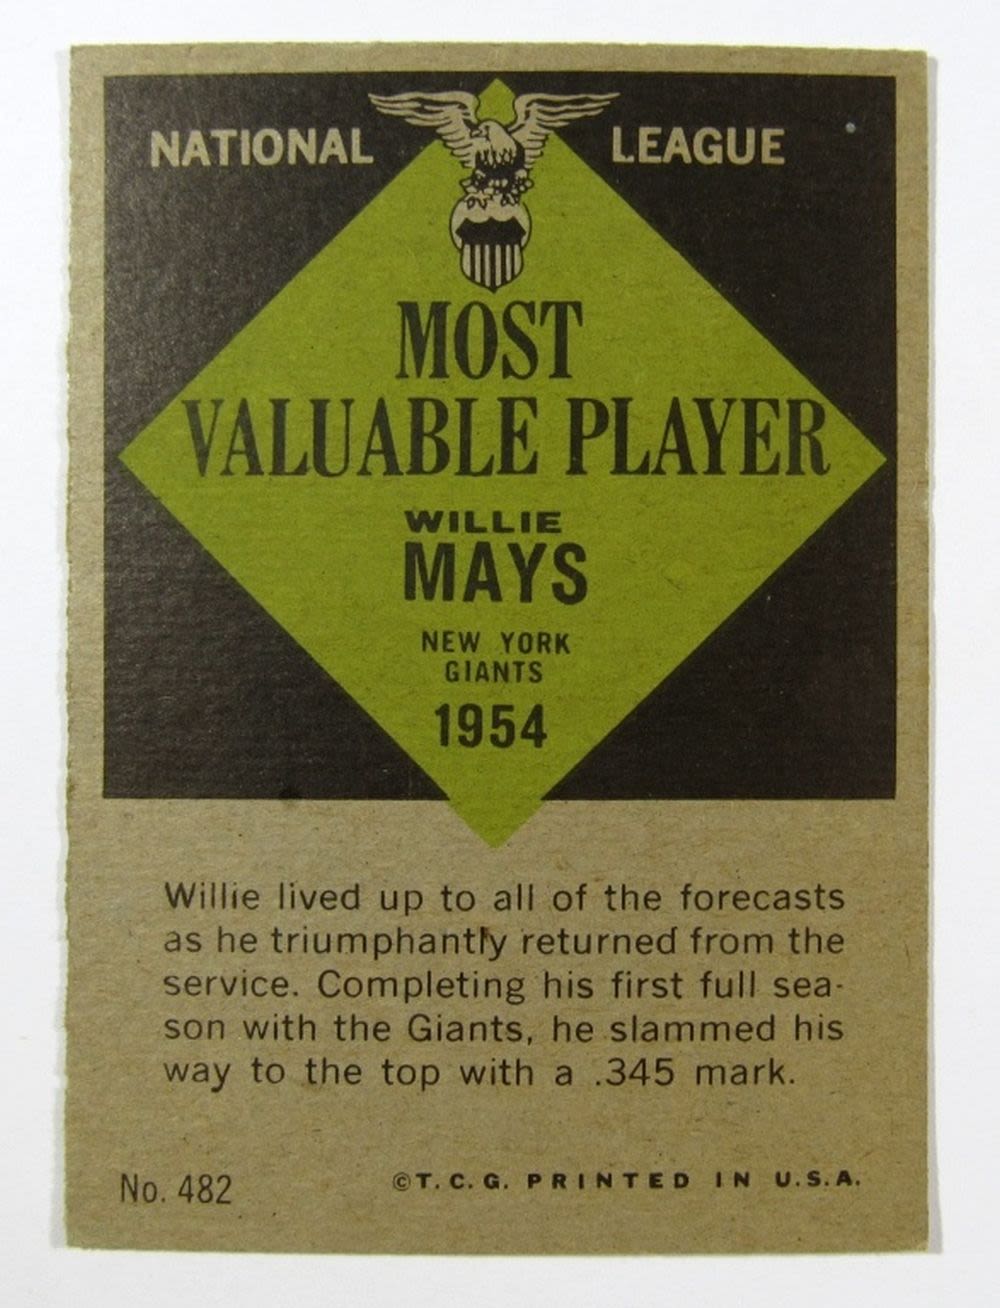 NATIONAL LEAGUE
MOST
VALUABLE PLAYER
WILLIE
MAYS
NEW YORK
GIANTS
1954
Willie lived up to all of the forecasts
as he triumphantly returned from the
service. Completing his first full sea-
son with the Giants, he slammed his
way to the top with a .345 mark.
No. 482 ©T.C.G. PRINTED IN U.S.A.